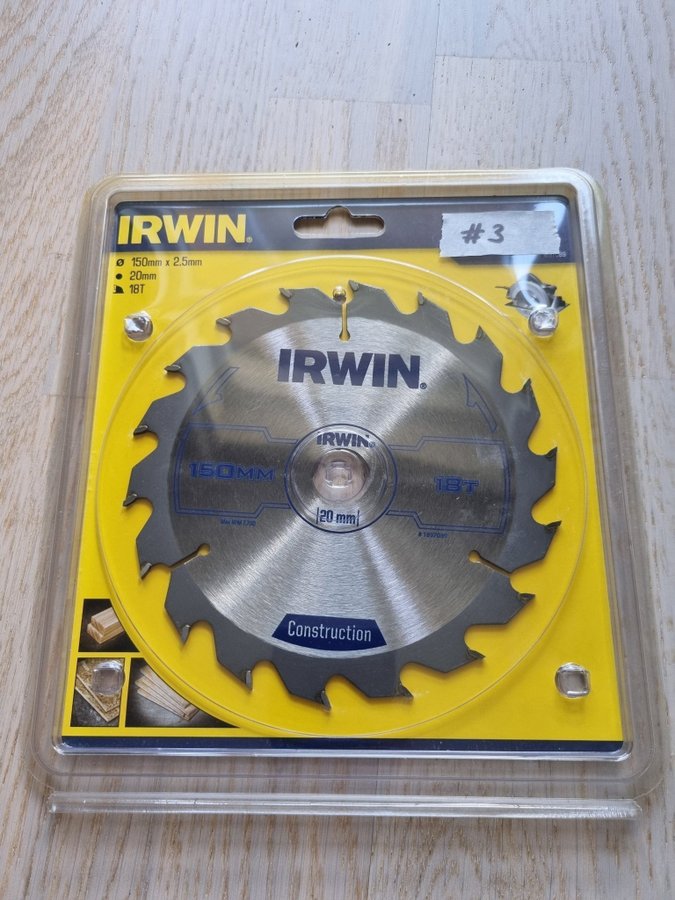 IRWIN®
#3
ø 150mm x 2.5mm
20mm
18T
IRWIN®
IRWIN®
150MM
18T
20 mm
Construction